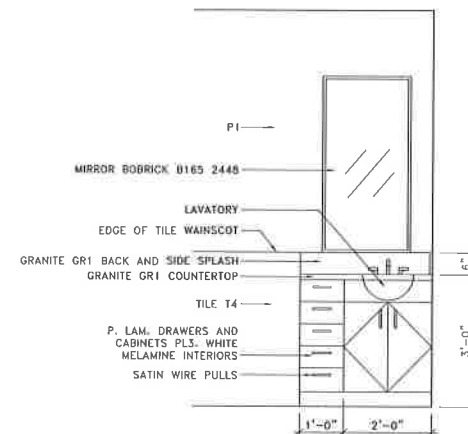 P1
MIRROR BOBRICK B165 2448
LAVATORY
EDGE OF TILE WAINSCOT
GRANITE GR1 BACK AND SIDE SPLASH
GRANITE GR1 COUNTERTOP
6"
TILE T4
3'-0"
P. LAM. DRAWERS AND
CABINETS PL3. WHITE
MELAMINE INTERIORS
SATIN WIRE PULLS
1'-0"
2'-0"